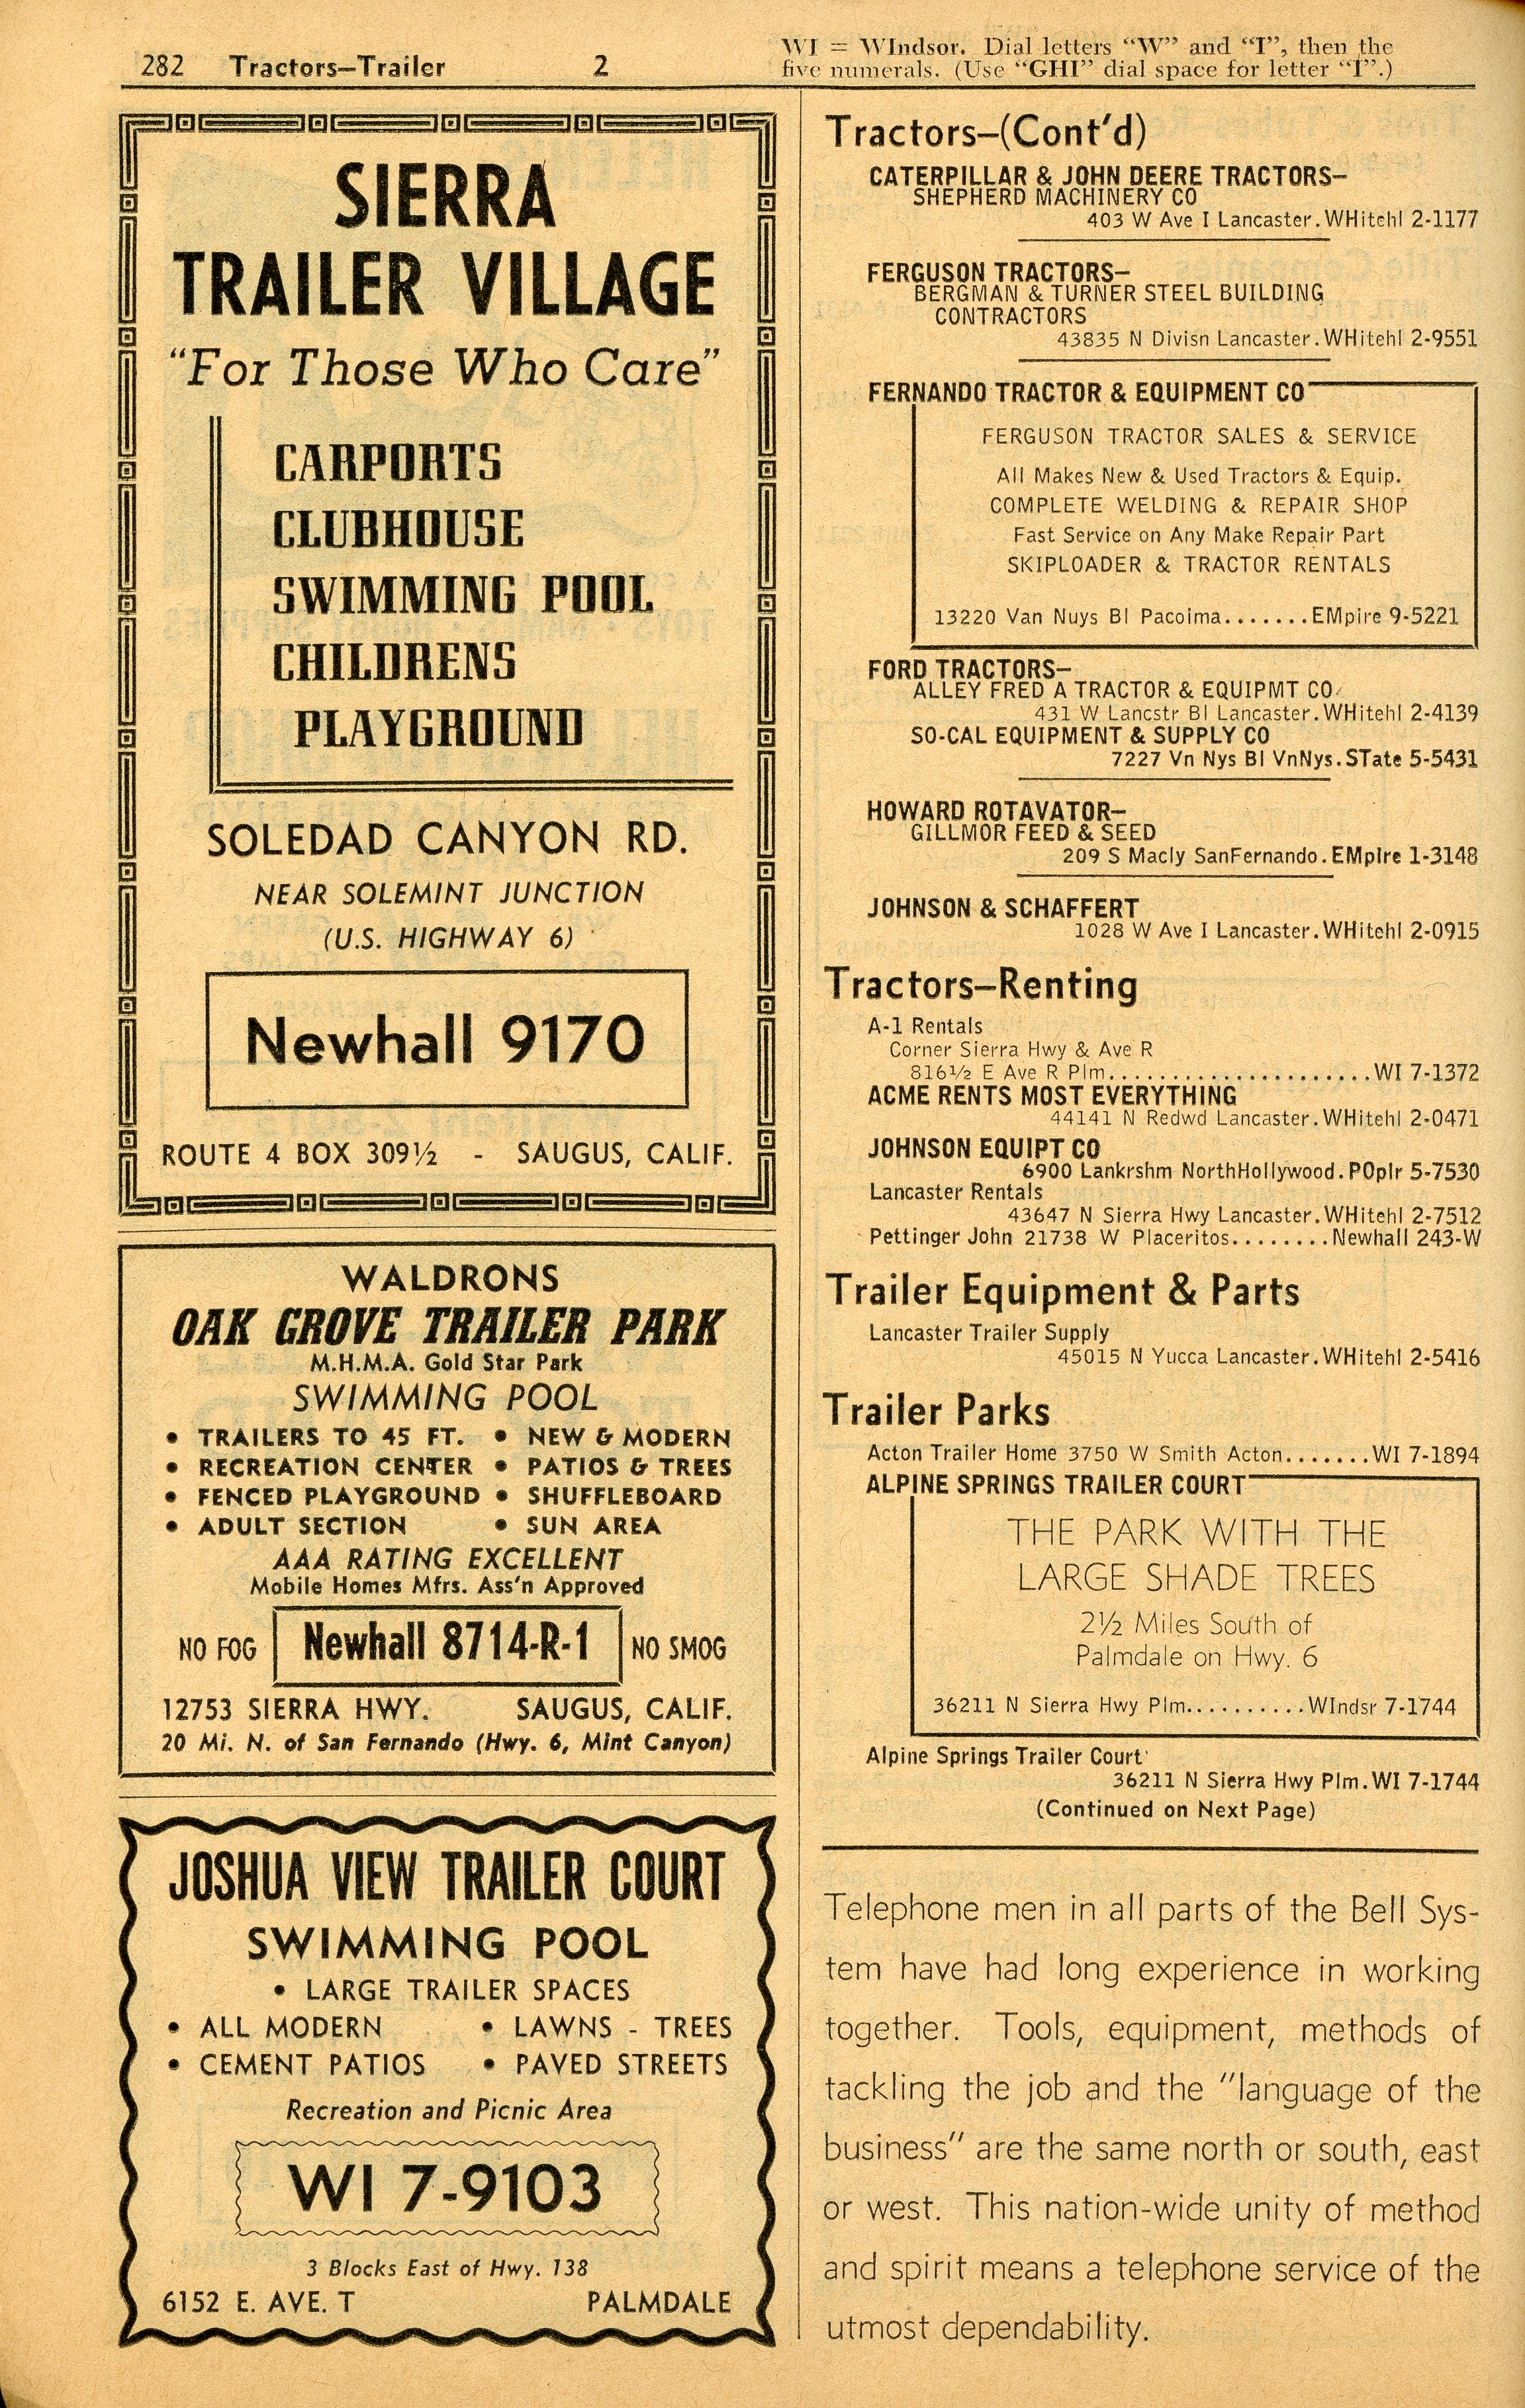 282 Tractors—Trailer 2
WI = WIndsor. Dial letters "W" and "I", then the
five numerals. (Use "GHI" dial space for letter "I".)
SIERRA
TRAILER VILLAGE
"For Those Who Care"
CARPORTS
CLUBHOUSE
SWIMMING POOL
CHILDRENS
PLAYGROUND
SOLEDAD CANYON RD.
NEAR SOLEMINT JUNCTION
(U.S. HIGHWAY 6)
Newhall 9170
ROUTE 4 BOX 309½ - SAUGUS, CALIF.
WALDRONS
OAK GROVE TRAILER PARK
M.H.M.A. Gold Star Park
SWIMMING POOL
• TRAILERS TO 45 FT. • NEW & MODERN
• RECREATION CENTER • PATIOS & TREES
• FENCED PLAYGROUND • SHUFFLEBOARD
• ADULT SECTION • SUN AREA
AAA RATING EXCELLENT
Mobile Homes Mfrs. Ass'n Approved
NO FOG Newhall 8714-R-1 NO SMOG
12753 SIERRA HWY. SAUGUS, CALIF.
20 Mi. N. of San Fernando (Hwy. 6, Mint Canyon)
JOSHUA VIEW TRAILER COURT
SWIMMING POOL
• LARGE TRAILER SPACES
• ALL MODERN • LAWNS - TREES
• CEMENT PATIOS • PAVED STREETS
Recreation and Picnic Area
WI 7-9103
3 Blocks East of Hwy. 138
6152 E. AVE. T PALMDALE
Tractors—(Cont'd)
CATERPILLAR & JOHN DEERE TRACTORS—
SHEPHERD MACHINERY CO
403 W Ave I Lancaster.WHitehl 2-1177
FERGUSON TRACTORS—
BERGMAN & TURNER STEEL BUILDING
CONTRACTORS
43835 N Divisn Lancaster.WHitehl 2-9551
FERNANDO TRACTOR & EQUIPMENT CO
FERGUSON TRACTOR SALES & SERVICE
All Makes New & Used Tractors & Equip.
COMPLETE WELDING & REPAIR SHOP
Fast Service on Any Make Repair Part
SKIPLOADER & TRACTOR RENTALS
13220 Van Nuys Bl Pacoima.......EMpire 9-5221
FORD TRACTORS—
ALLEY FRED A TRACTOR & EQUIPMT CO
431 W Lancstr Bl Lancaster.WHitehl 2-4139
SO-CAL EQUIPMENT & SUPPLY CO
7227 Vn Nys Bl VnNys.STate 5-5431
HOWARD ROTAVATOR—
GILLMOR FEED & SEED
209 S Macly SanFernando.EMpire 1-3148
JOHNSON & SCHAFFERT
1028 W Ave I Lancaster.WHitehl 2-0915
Tractors—Renting
A-1 Rentals
Corner Sierra Hwy & Ave R
816½ E Ave R Plm.....................WI 7-1372
ACME RENTS MOST EVERYTHING
44141 N Redwd Lancaster.WHitehl 2-0471
JOHNSON EQUIPT CO
6900 Lankrshm NorthHollywood.POplr 5-7530
Lancaster Rentals
43647 N Sierra Hwy Lancaster.WHitehl 2-7512
Pettinger John 21738 W Placeritos........Newhall 243-W
Trailer Equipment & Parts
Lancaster Trailer Supply
45015 N Yucca Lancaster.WHitehl 2-5416
Trailer Parks
Acton Trailer Home 3750 W Smith Acton.......WI 7-1894
ALPINE SPRINGS TRAILER COURT
THE PARK WITH THE
LARGE SHADE TREES
2½ Miles South of
Palmdale on Hwy. 6
36211 N Sierra Hwy Plm..........WIndsr 7-1744
Alpine Springs Trailer Court
36211 N Sierra Hwy Plm.WI 7-1744
(Continued on Next Page)
Telephone men in all parts of the Bell Sys-
tem have had long experience in working
together. Tools, equipment, methods of
tackling the job and the "language of the
business" are the same north or south, east
or west. This nation-wide unity of method
and spirit means a telephone service of the
utmost dependability.